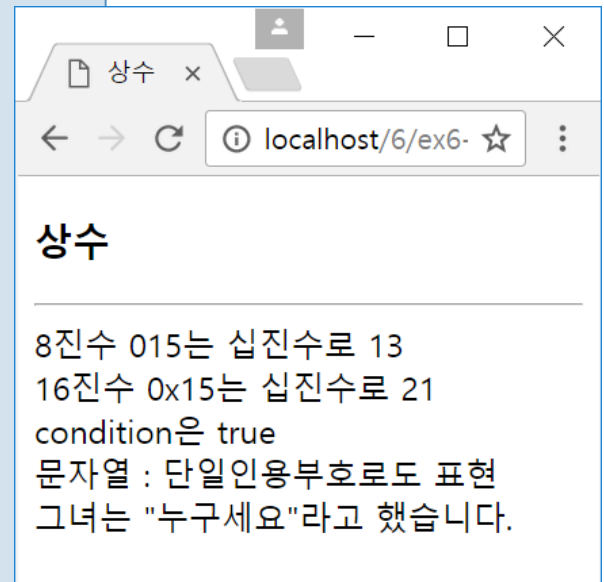 상수
localhost/6/ex6-
상수
8진수 015는 십진수로 13
16진수 0x15는 십진수로 21
condition은 true
문자열 : 단일인용부호로도 표현
그녀는 "누구세요"라고 했습니다.